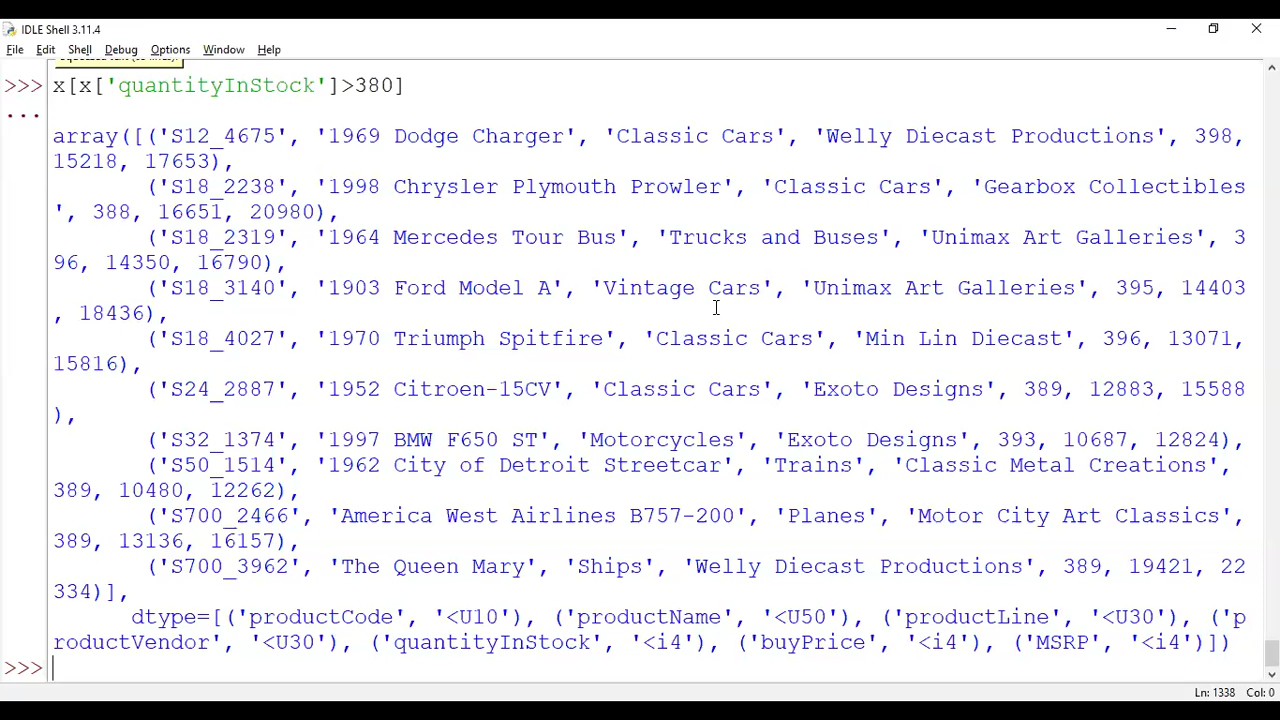 IDLE Shell 3.11.4
File Edit Shell Debug Options Window Help
>>> x[x['quantityInStock']>380]
...
array([('S12_4675', '1969 Dodge Charger', 'Classic Cars', 'Welly Diecast Productions', 398,
15218, 17653),
('S18_2238', '1998 Chrysler Plymouth Prowler', 'Classic Cars', 'Gearbox Collectibles
', 388, 16651, 20980),
('S18_2319', '1964 Mercedes Tour Bus', 'Trucks and Buses', 'Unimax Art Galleries', 3
96, 14350, 16790),
('S18_3140', '1903 Ford Model A', 'Vintage Cars', 'Unimax Art Galleries', 395, 14403
, 18436),
('S18_4027', '1970 Triumph Spitfire', 'Classic Cars', 'Min Lin Diecast', 396, 13071,
15816),
('S24_2887', '1952 Citroen-15CV', 'Classic Cars', 'Exoto Designs', 389, 12883, 15588
),
('S32_1374', '1997 BMW F650 ST', 'Motorcycles', 'Exoto Designs', 393, 10687, 12824),
('S50_1514', '1962 City of Detroit Streetcar', 'Trains', 'Classic Metal Creations',
389, 10480, 12262),
('S700_2466', 'America West Airlines B757-200', 'Planes', 'Motor City Art Classics',
389, 13136, 16157),
('S700_3962', 'The Queen Mary', 'Ships', 'Welly Diecast Productions', 389, 19421, 22
334)],
dtype=[('productCode', '<U10'), ('productName', '<U50'), ('productLine', '<U30'), ('p
roductVendor', '<U30'), ('quantityInStock', '<i4'), ('buyPrice', '<i4'), ('MSRP', '<i4')])
>>>
Ln: 1338 Col: 0